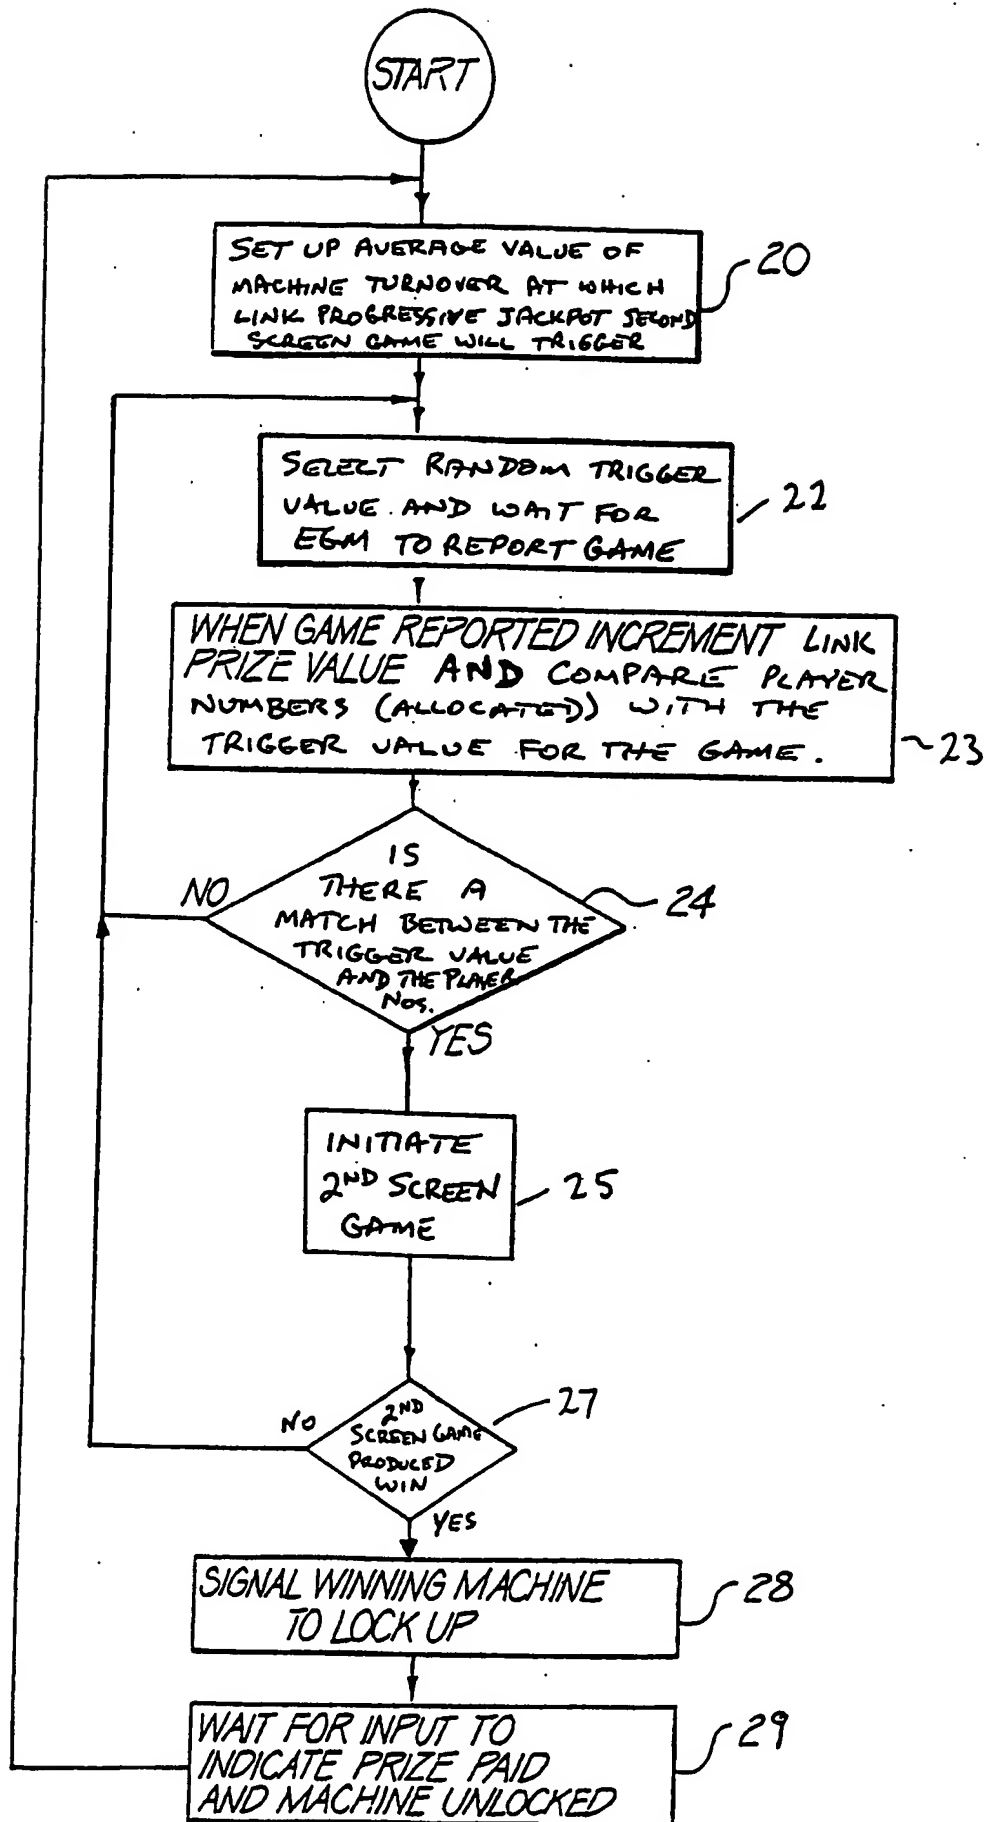 START
SET UP AVERAGE VALUE OF
MACHINE TURNOVER AT WHICH
LINK PROGRESSIVE JACKPOT SECOND
SCREEN GAME WILL TRIGGER
20
SELECT RANDOM TRIGGER
VALUE AND WAIT FOR
EGM TO REPORT GAME
22
WHEN GAME REPORTED INCREMENT LINK
PRIZE VALUE AND COMPARE PLAYER
NUMBERS (ALLOCATED) WITH THE
TRIGGER VALUE FOR THE GAME.
23
IS
THERE A
MATCH BETWEEN THE
TRIGGER VALUE
AND THE PLAYER
NOS.
24
NO
YES
INITIATE
2ND SCREEN
GAME
25
2ND
SCREEN GAME
PRODUCED
WIN
27
NO
YES
SIGNAL WINNING MACHINE
TO LOCK UP
28
WAIT FOR INPUT TO
INDICATE PRIZE PAID
AND MACHINE UNLOCKED
29